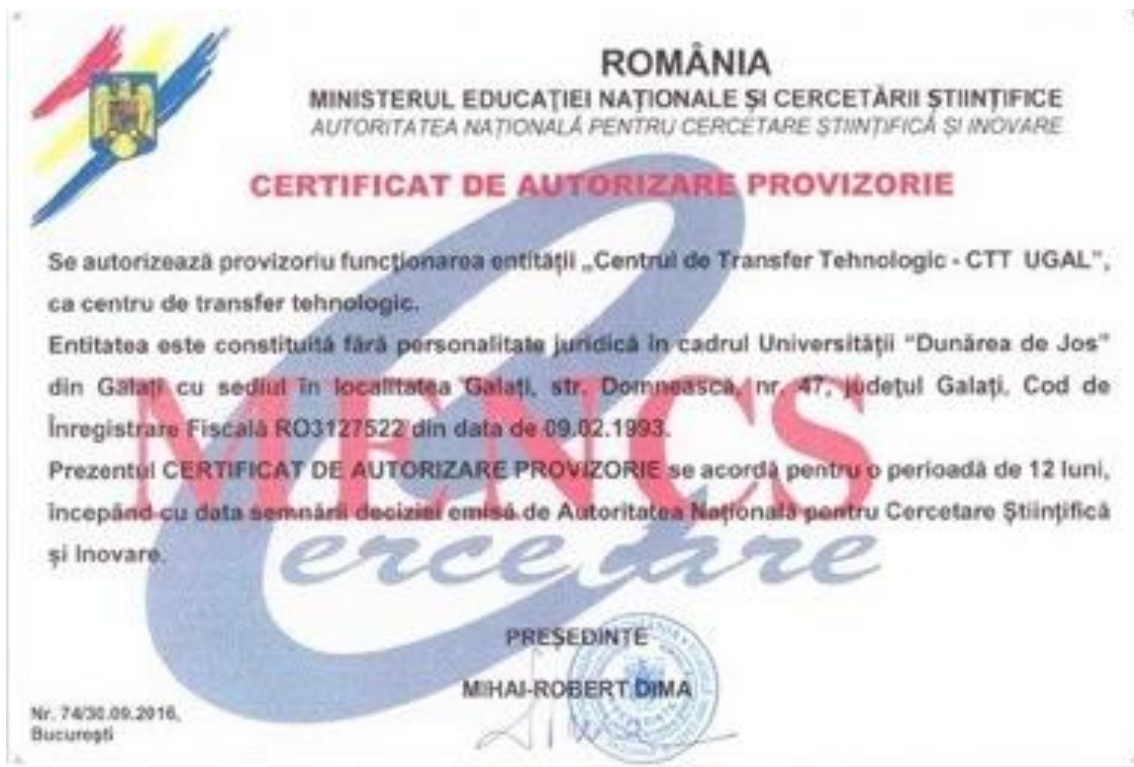 ROMÂNIA
MINISTERUL EDUCAȚIEI NAȚIONALE ȘI CERCETĂRII ȘTIINȚIFICE
AUTORITATEA NAȚIONALĂ PENTRU CERCETARE ȘTIINȚIFICĂ ȘI INOVARE
CERTIFICAT DE AUTORIZARE PROVIZORIE
Se autorizează provizoriu funcționarea entității „Centrul de Transfer Tehnologic - CTT UGAL”,
ca centru de transfer tehnologic.
Entitatea este constituită fără personalitate juridică în cadrul Universității “Dunărea de Jos”
din Galați cu sediul în localitatea Galați, str. Domnească, nr. 47, județul Galați, Cod de
Înregistrare Fiscală RO3127522 din data de 09.02.1993.
Prezentul CERTIFICAT DE AUTORIZARE PROVIZORIE se acordă pentru o perioadă de 12 luni,
începând cu data semnării deciziei emisă de Autoritatea Națională pentru Cercetare Științifică
și Inovare.
MENCS
Cercetare
PREȘEDINTE
MIHAI-ROBERT DIMA
Nr. 74/30.09.2016,
București